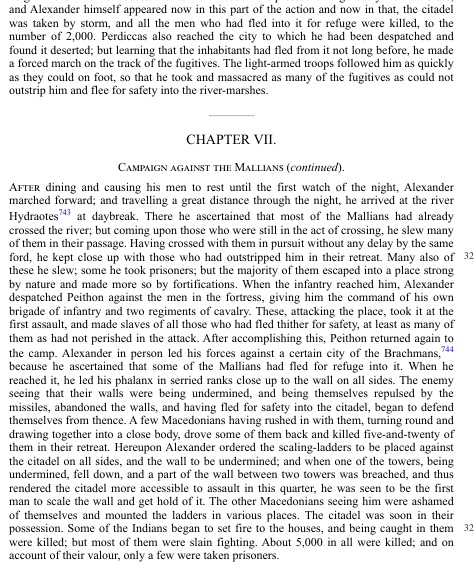 and Alexander himself appeared now in this part of the action and now in that, the citadel
was taken by storm, and all the men who had fled into it for refuge were killed, to the
number of 2,000. Perdiccas also reached the city to which he had been despatched and
found it deserted; but learning that the inhabitants had fled from it not long before, he made
a forced march on the track of the fugitives. The light-armed troops followed him as quickly
as they could on foot, so that he took and massacred as many of the fugitives as could not
outstrip him and flee for safety into the river-marshes.
CHAPTER VII.
Campaign against the Mallians (continued).
After dining and causing his men to rest until the first watch of the night, Alexander
marched forward; and travelling a great distance through the night, he arrived at the river
Hydraotes743 at daybreak. There he ascertained that most of the Mallians had already
crossed the river; but coming upon those who were still in the act of crossing, he slew many
of them in their passage. Having crossed with them in pursuit without any delay by the same
ford, he kept close up with those who had outstripped him in their retreat. Many also of 32
these he slew; some he took prisoners; but the majority of them escaped into a place strong
by nature and made more so by fortifications. When the infantry reached him, Alexander
despatched Peithon against the men in the fortress, giving him the command of his own
brigade of infantry and two regiments of cavalry. These, attacking the place, took it at the
first assault, and made slaves of all those who had fled thither for safety, at least as many of
them as had not perished in the attack. After accomplishing this, Peithon returned again to
the camp. Alexander in person led his forces against a certain city of the Brachmans,744
because he ascertained that some of the Mallians had fled for refuge into it. When he
reached it, he led his phalanx in serried ranks close up to the wall on all sides. The enemy
seeing that their walls were being undermined, and being themselves repulsed by the
missiles, abandoned the walls, and having fled for safety into the citadel, began to defend
themselves from thence. A few Macedonians having rushed in with them, turning round and
drawing together into a close body, drove some of them back and killed five-and-twenty of
them in their retreat. Hereupon Alexander ordered the scaling-ladders to be placed against
the citadel on all sides, and the wall to be undermined; and when one of the towers, being
undermined, fell down, and a part of the wall between two towers was breached, and thus
rendered the citadel more accessible to assault in this quarter, he was seen to be the first
man to scale the wall and get hold of it. The other Macedonians seeing him were ashamed
of themselves and mounted the ladders in various places. The citadel was soon in their
possession. Some of the Indians began to set fire to the houses, and being caught in them 32
were killed; but most of them were slain fighting. About 5,000 in all were killed; and on
account of their valour, only a few were taken prisoners.